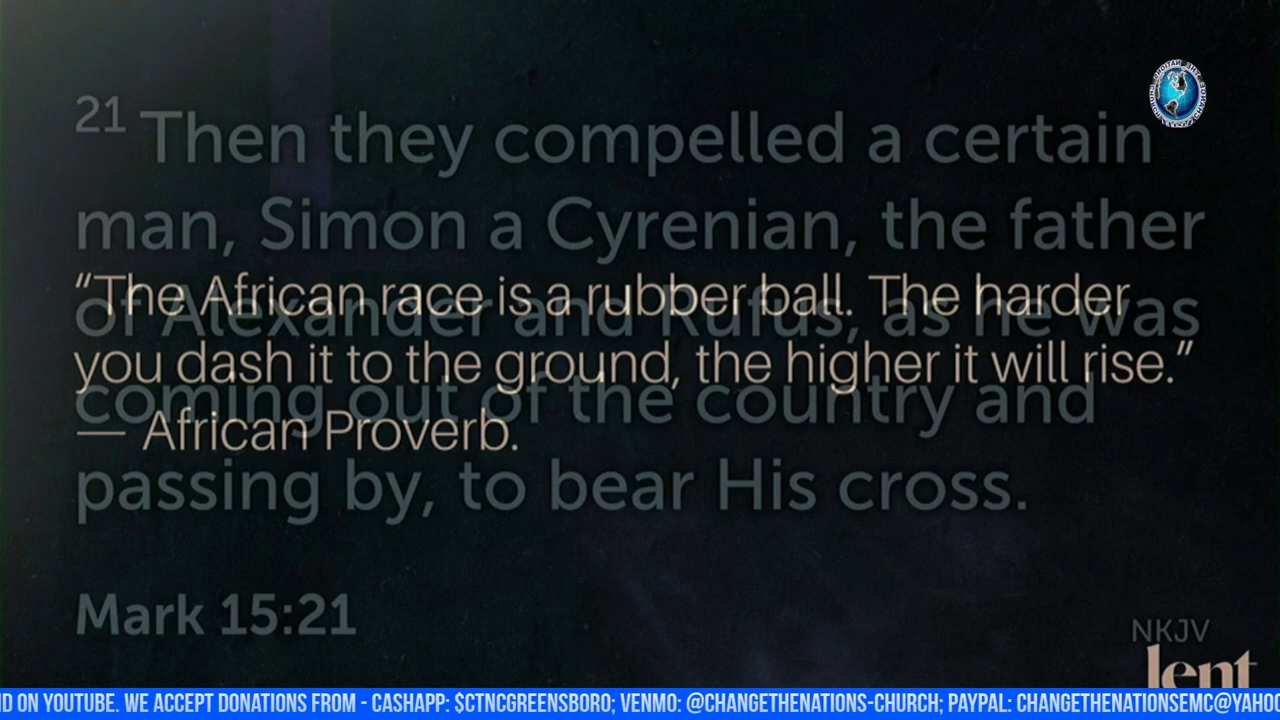 21 Then they compelled a certain
man, Simon a Cyrenian, the father
of Alexander and Rufus, as he was
coming out of the country and
passing by, to bear His cross.
Mark 15:21
“The African race is a rubber ball. The harder
you dash it to the ground, the higher it will rise.”
— African Proverb.
NKJV
lent
ND ON YOUTUBE. WE ACCEPT DONATIONS FROM - CASHAPP: $CTNCGREENSBORO; VENMO: @CHANGETHENATIONS-CHURCH; PAYPAL: CHANGETHENATIONSEMC@YAHOO